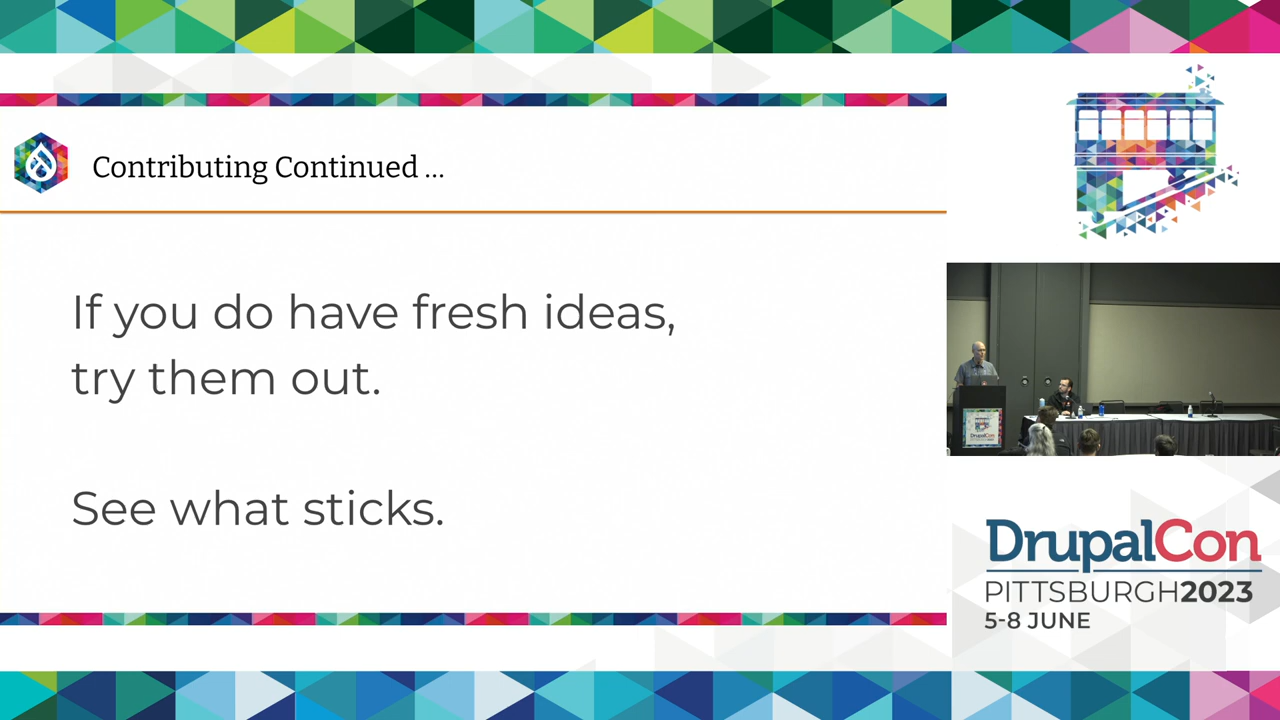 Contributing Continued ...
If you do have fresh ideas,
try them out.
See what sticks.
DrupalCon
DrupalCon
PITTSBURGH2023
5-8 JUNE